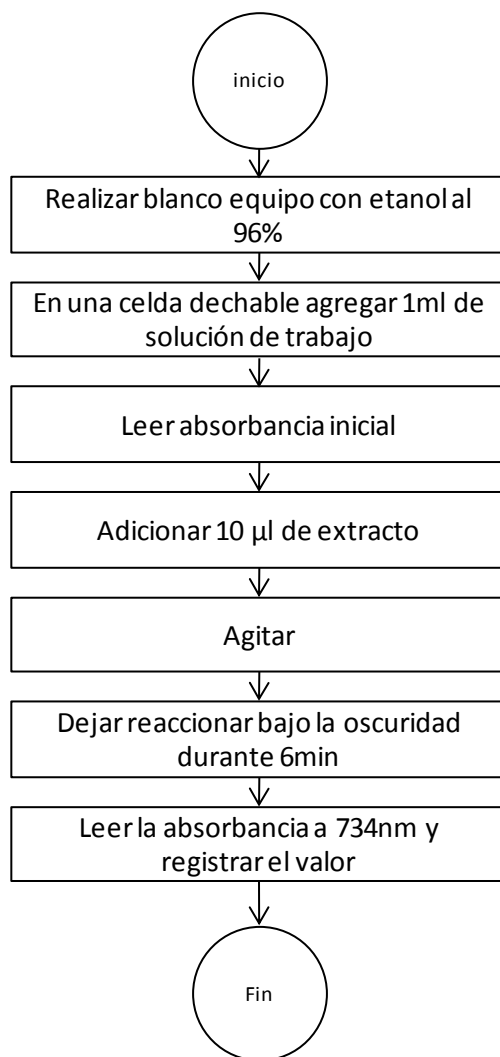 inicio
Realizar blanco equipo con etanol al
96%
En una celda dechable agregar 1ml de
solución de trabajo
Leer absorbancia inicial
Adicionar 10 µl de extracto
Agitar
Dejar reaccionar bajo la oscuridad
durante 6min
Leer la absorbancia a 734nm y
registrar el valor
Fin